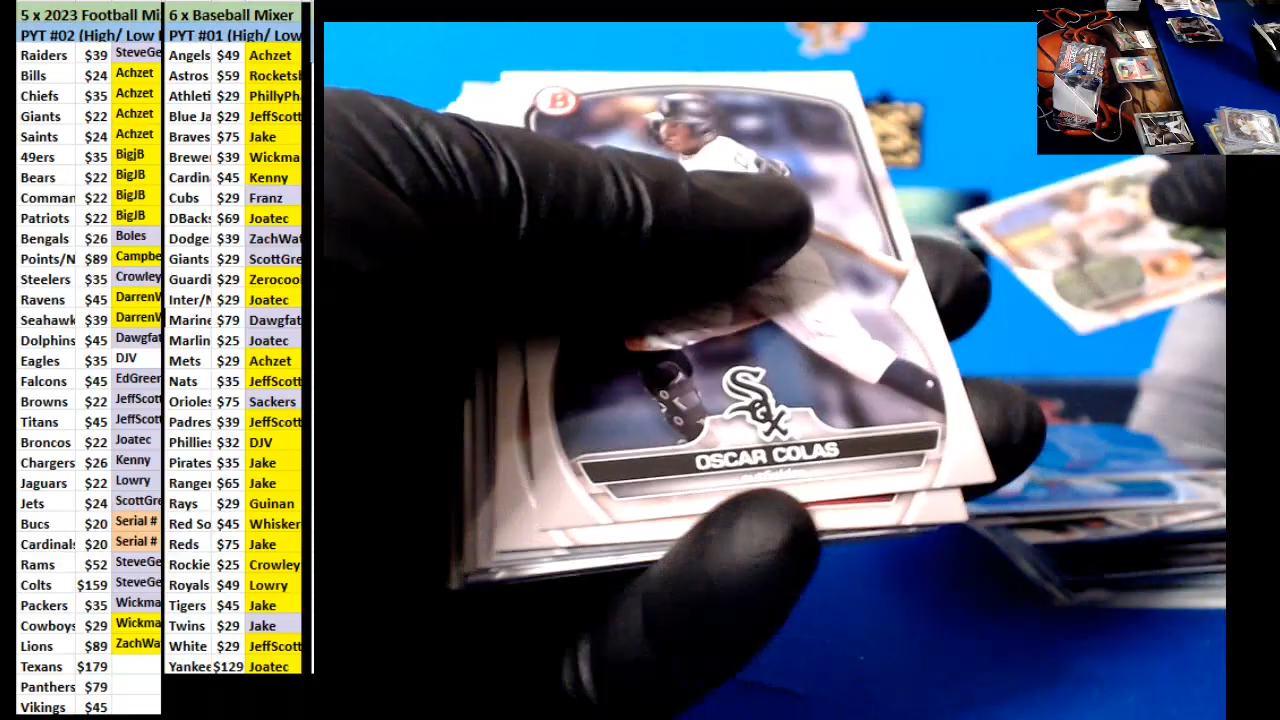 5 x 2023 Football Mi
PYT #02 (High/ Low
Raiders $39 SteveGe
Bills $24 Achzet
Chiefs $35 Achzet
Giants $22 Achzet
Saints $24 Achzet
49ers $35 BigjB
Bears $22 BigJB
Comman $22 BigJB
Patriots $22 BigJB
Bengals $26 Boles
Points/N $89 Campbe
Steelers $35 Crowley
Ravens $45 DarrenW
Seahawk $39 DarrenW
Dolphins $45 Dawgfat
Eagles $35 DJV
Falcons $45 EdGreer
Browns $22 JeffScott
Titans $45 JeffScott
Broncos $22 Joatec
Chargers $26 Kenny
Jaguars $22 Lowry
Jets $24 ScottGre
Bucs $20 Serial #
Cardinals $20 Serial #
Rams $52 SteveGe
Colts $159 SteveGe
Packers $35 Wickma
Cowboys $29 Wickma
Lions $89 ZachWa
Texans $179
Panthers $79
Vikings $45
6 x Baseball Mixer
PYT #01 (High/ Low
Angels $49 Achzet
Astros $59 Rocketsh
Athleti $29 PhillyPha
Blue Ja $29 JeffScott
Braves $75 Jake
Brewe $39 Wickma
Cardin $45 Kenny
Cubs $29 Franz
DBacks $69 Joatec
Dodge $39 ZachWat
Giants $29 ScottGre
Guardi $29 Zerocoo
Inter/N $29 Joatec
Marine $79 Dawgfat
Marlin $25 Joatec
Mets $29 Achzet
Nats $35 JeffScott
Orioles $75 Sackers
Padres $39 JeffScott
Phillies $32 DJV
Pirates $35 Jake
Ranger $65 Jake
Rays $29 Guinan
Red So $45 Whisker
Reds $75 Jake
Rockie $25 Crowley
Royals $49 Lowry
Tigers $45 Jake
Twins $29 Jake
White $29 JeffScott
Yankee $129 Joatec
B
Sox
OSCAR COLAS